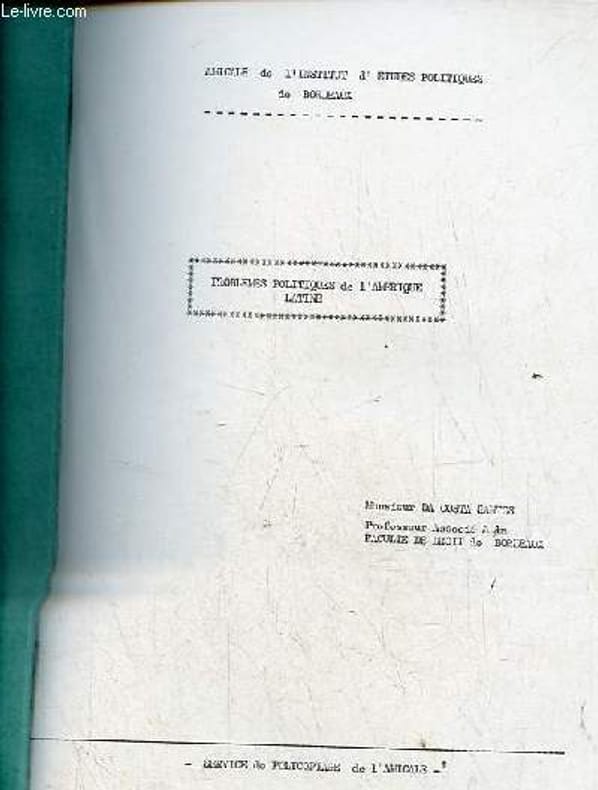 Le-livre.com
AMICALE de l'INSTITUT d'ETUDES POLITIQUES
de BORDEAUX
PROBLEMES POLITIQUES de l'AMERIQUE
LATINE
Monsieur DA COSTA
Professeur Associé à la
FACULTE DE DROIT de BORDEAUX
- SERVICE de POLYCOPIAGE de l'AMICALE -